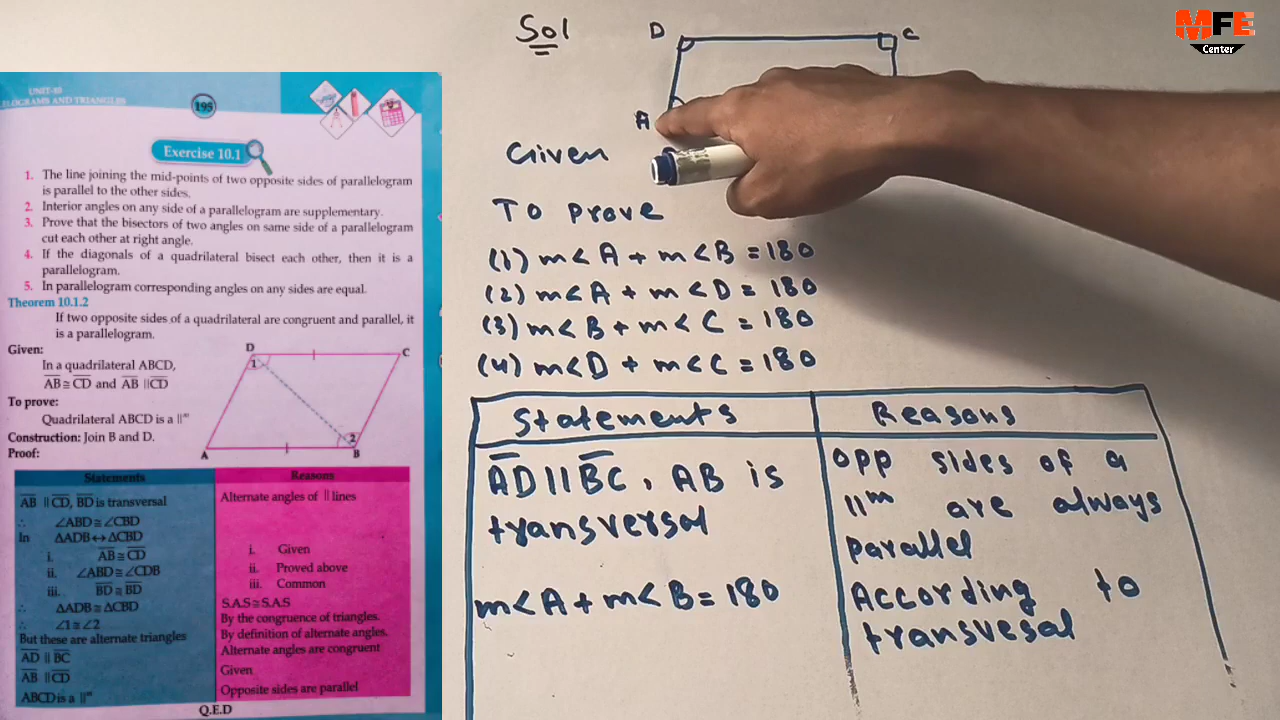 MFE
Center
UNIT-10
ELOGRAMS AND TRIANGLES
195
Exercise 10.1
1. The line joining the mid-points of two opposite sides of parallelogram
is parallel to the other sides.
2. Interior angles on any side of a parallelogram are supplementary.
3. Prove that the bisectors of two angles on same side of a parallelogram
cut each other at right angle.
4. If the diagonals of a quadrilateral bisect each other, then it is a
parallelogram.
5. In parallelogram corresponding angles on any sides are equal.
Theorem 10.1.2
If two opposite sides of a quadrilateral are congruent and parallel, it
is a parallelogram.
Given:
In a quadrilateral ABCD,
AB ≅ CD and AB || CD
To prove:
Quadrilateral ABCD is a ||ᵐ
Construction: Join B and D.
Proof:
D
C
1
2
A
B
Statements
Reasons
AB || CD, BD is transversal
Alternate angles of || lines
∴ ∠ABD ≅ ∠CBD
In ΔADB ↔ ΔCBD
i. AB ≅ CD
i. Given
ii. ∠ABD ≅ ∠CDB
ii. Proved above
iii. BD ≅ BD
iii. Common
∴ ΔADB ≅ ΔCBD
S.A.S ≅ S.A.S
∴ ∠1 ≅ ∠2
By the congruence of triangles.
But these are alternate triangles
By definition of alternate angles.
AD || BC
Alternate angles are congruent
AB || CD
Given
ABCD is a ||ᵐ
Opposite sides are parallel
Q.E.D
Sol
D
C
A
Given
To prove
(1) m< A + m< B = 180
(2) m< A + m< D = 180
(3) m< B + m< C = 180
(4) m< D + m< C = 180
Statements
Reasons
AD || BC, AB is
transversal
opp sides of a
||ᵐ are always
parallel
m< A + m< B = 180
According to
transvesal